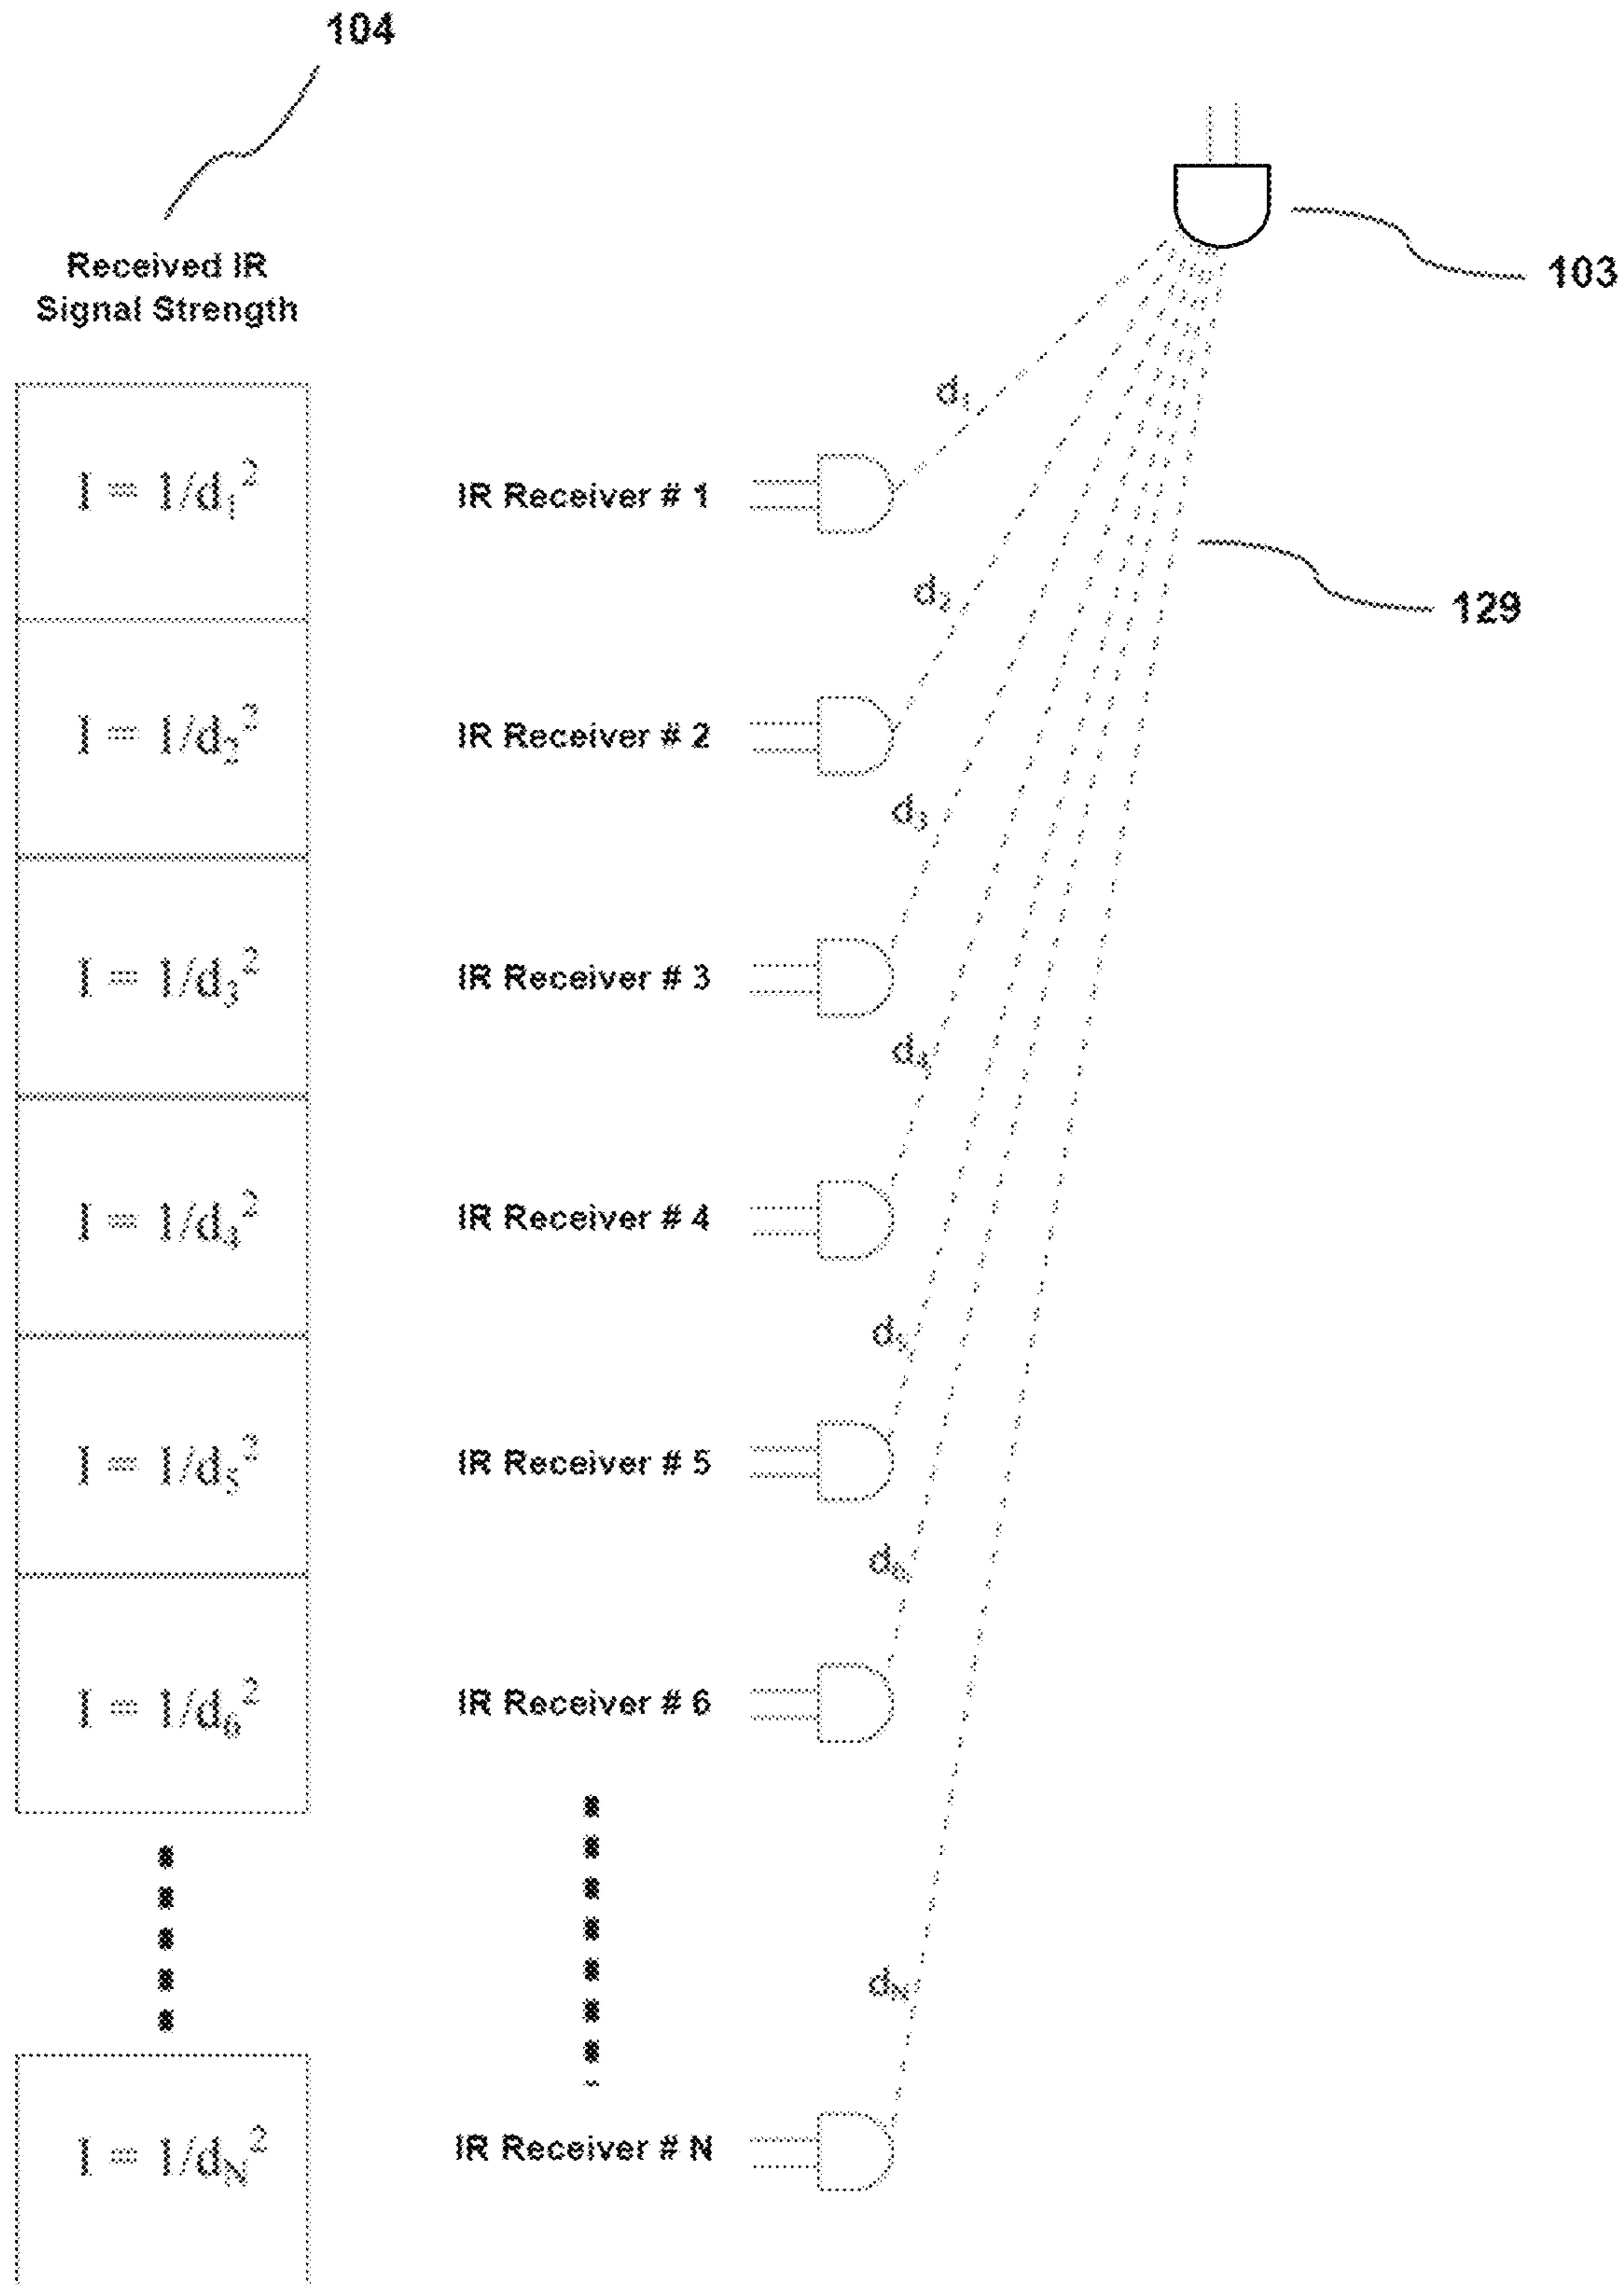 104
103
Received IR
Signal Strength
d₁
I = 1/d₁²
IR Receiver # 1
d₂
129
I = 1/d₂²
IR Receiver # 2
d₃
I = 1/d₃²
IR Receiver # 3
d₄
I = 1/d₄²
IR Receiver # 4
d₅
I = 1/d₅²
IR Receiver # 5
d₆
I = 1/d₆²
IR Receiver # 6
d_N
I = 1/d_N²
IR Receiver # N